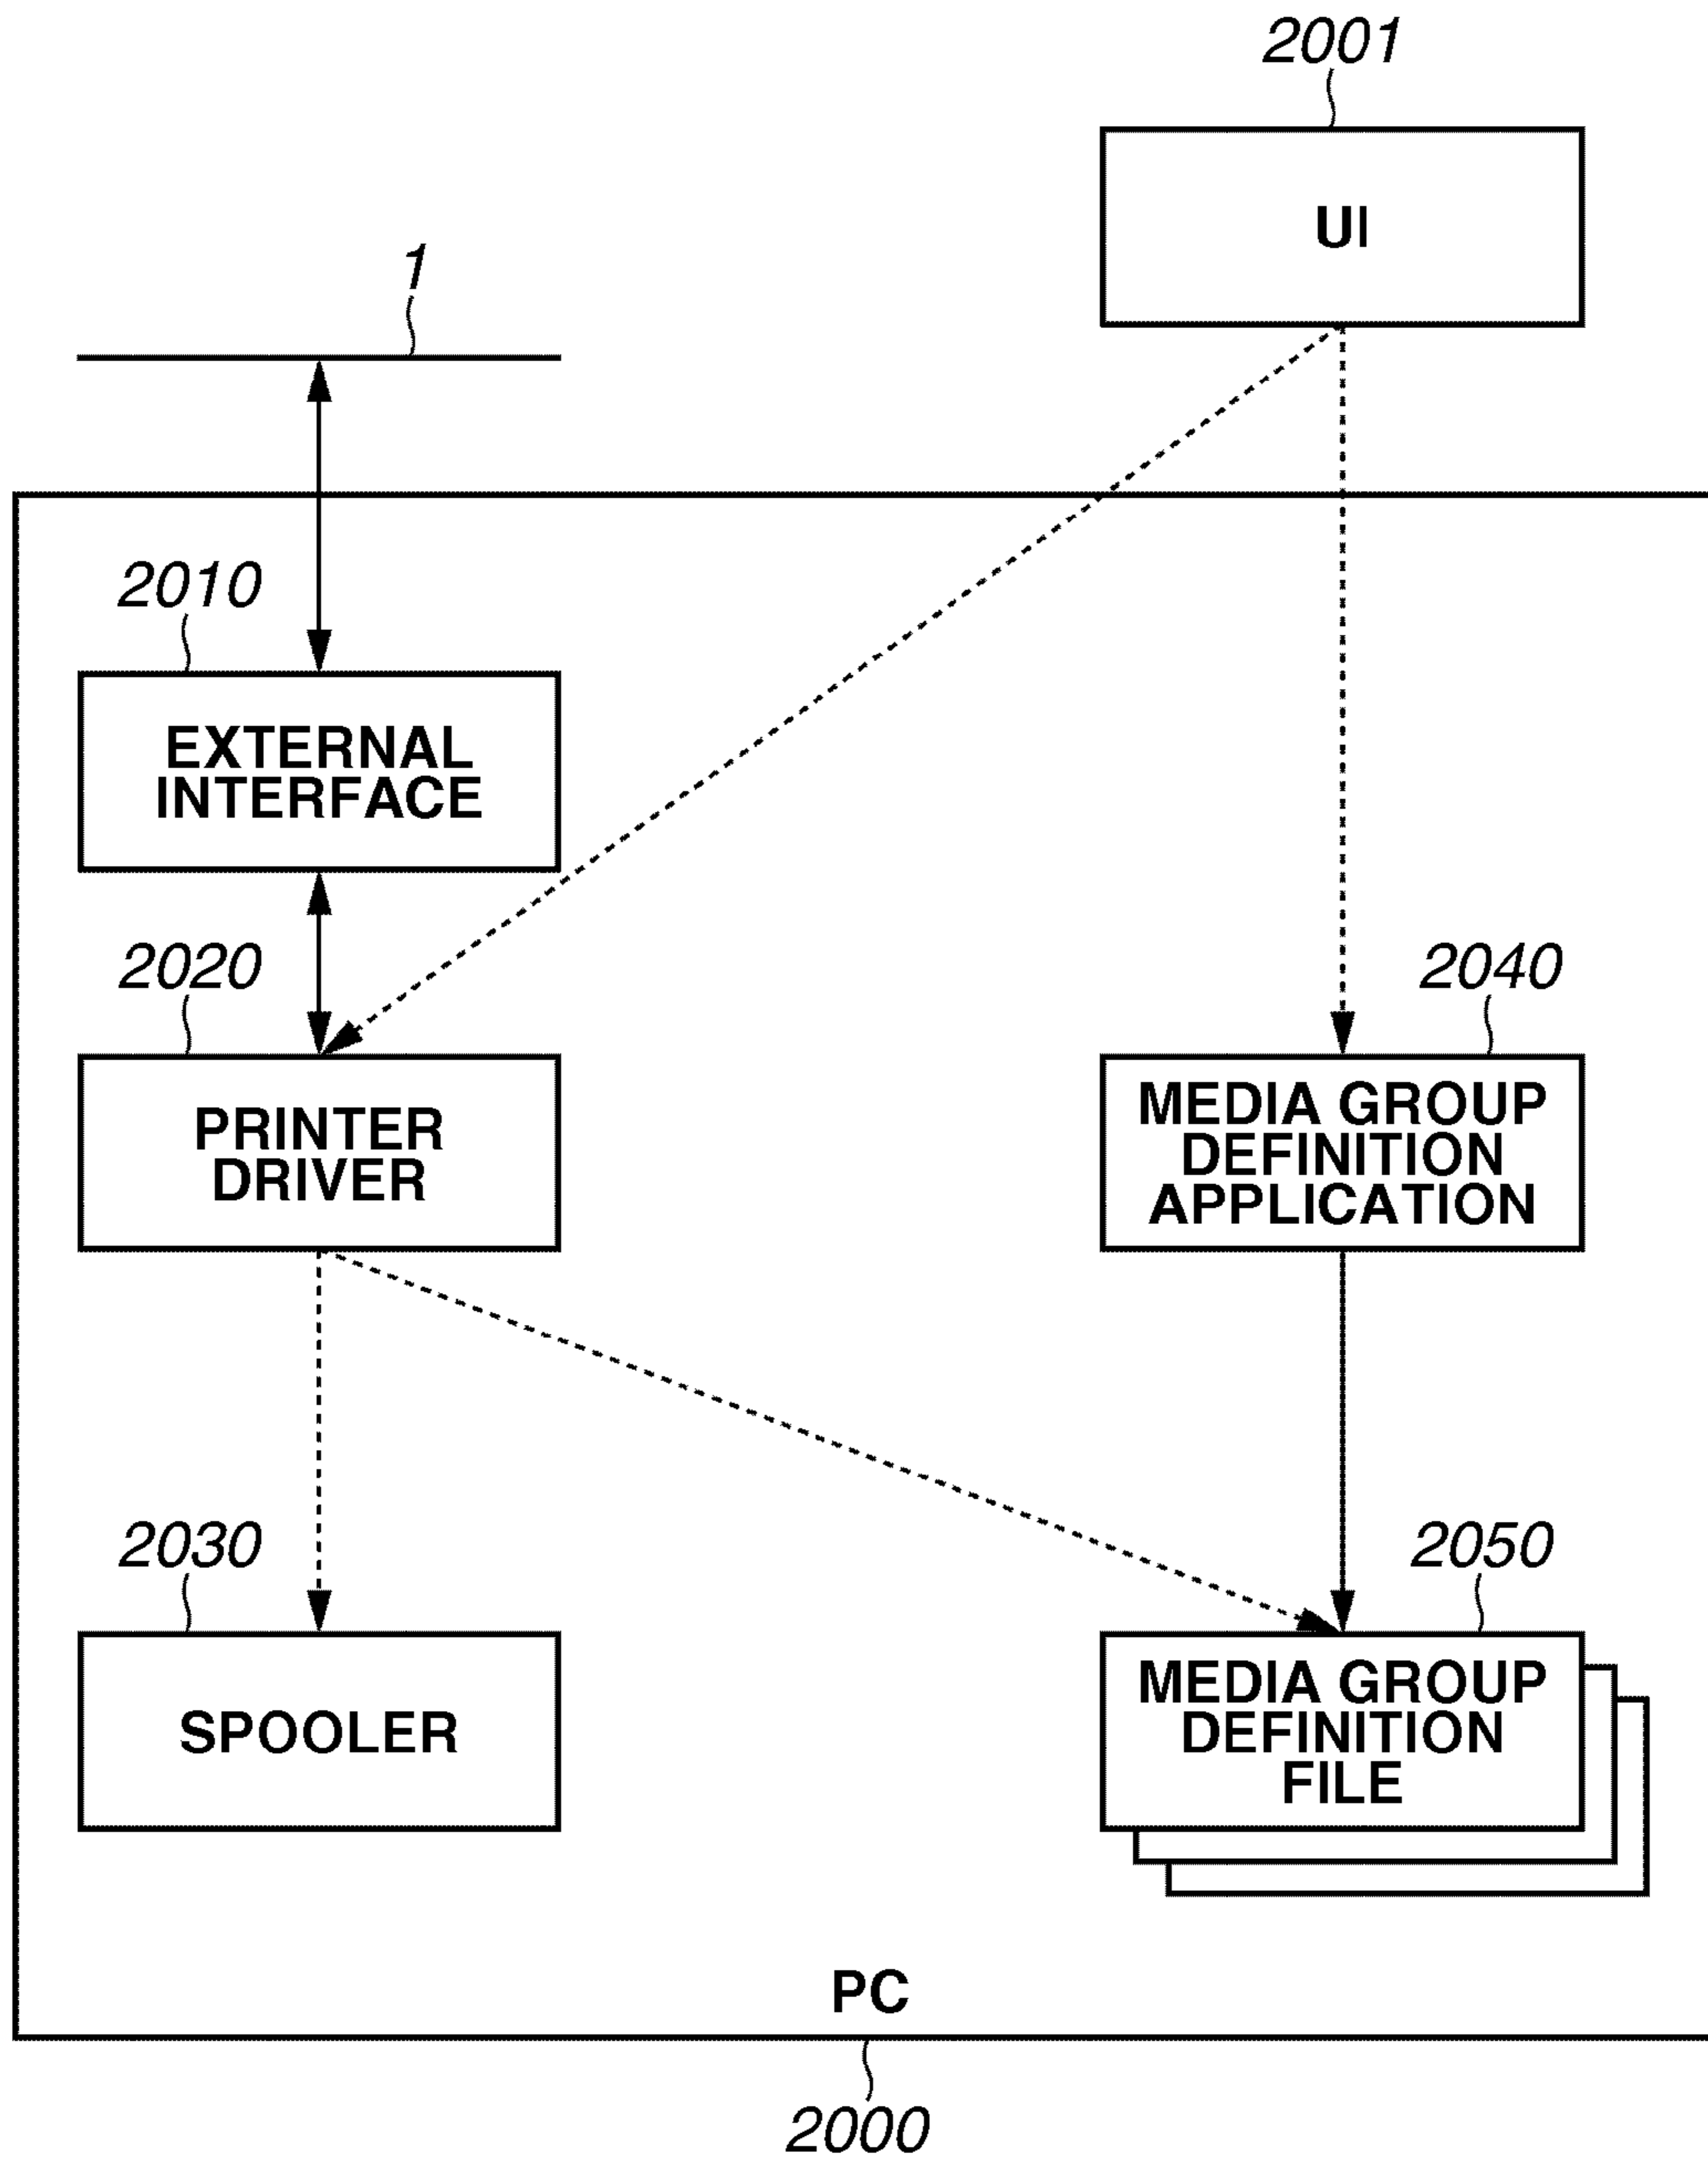 2001
UI
1
2010
EXTERNAL
INTERFACE
2020
PRINTER
DRIVER
2040
MEDIA GROUP
DEFINITION
APPLICATION
2030
SPOOLER
2050
MEDIA GROUP
DEFINITION
FILE
PC
2000